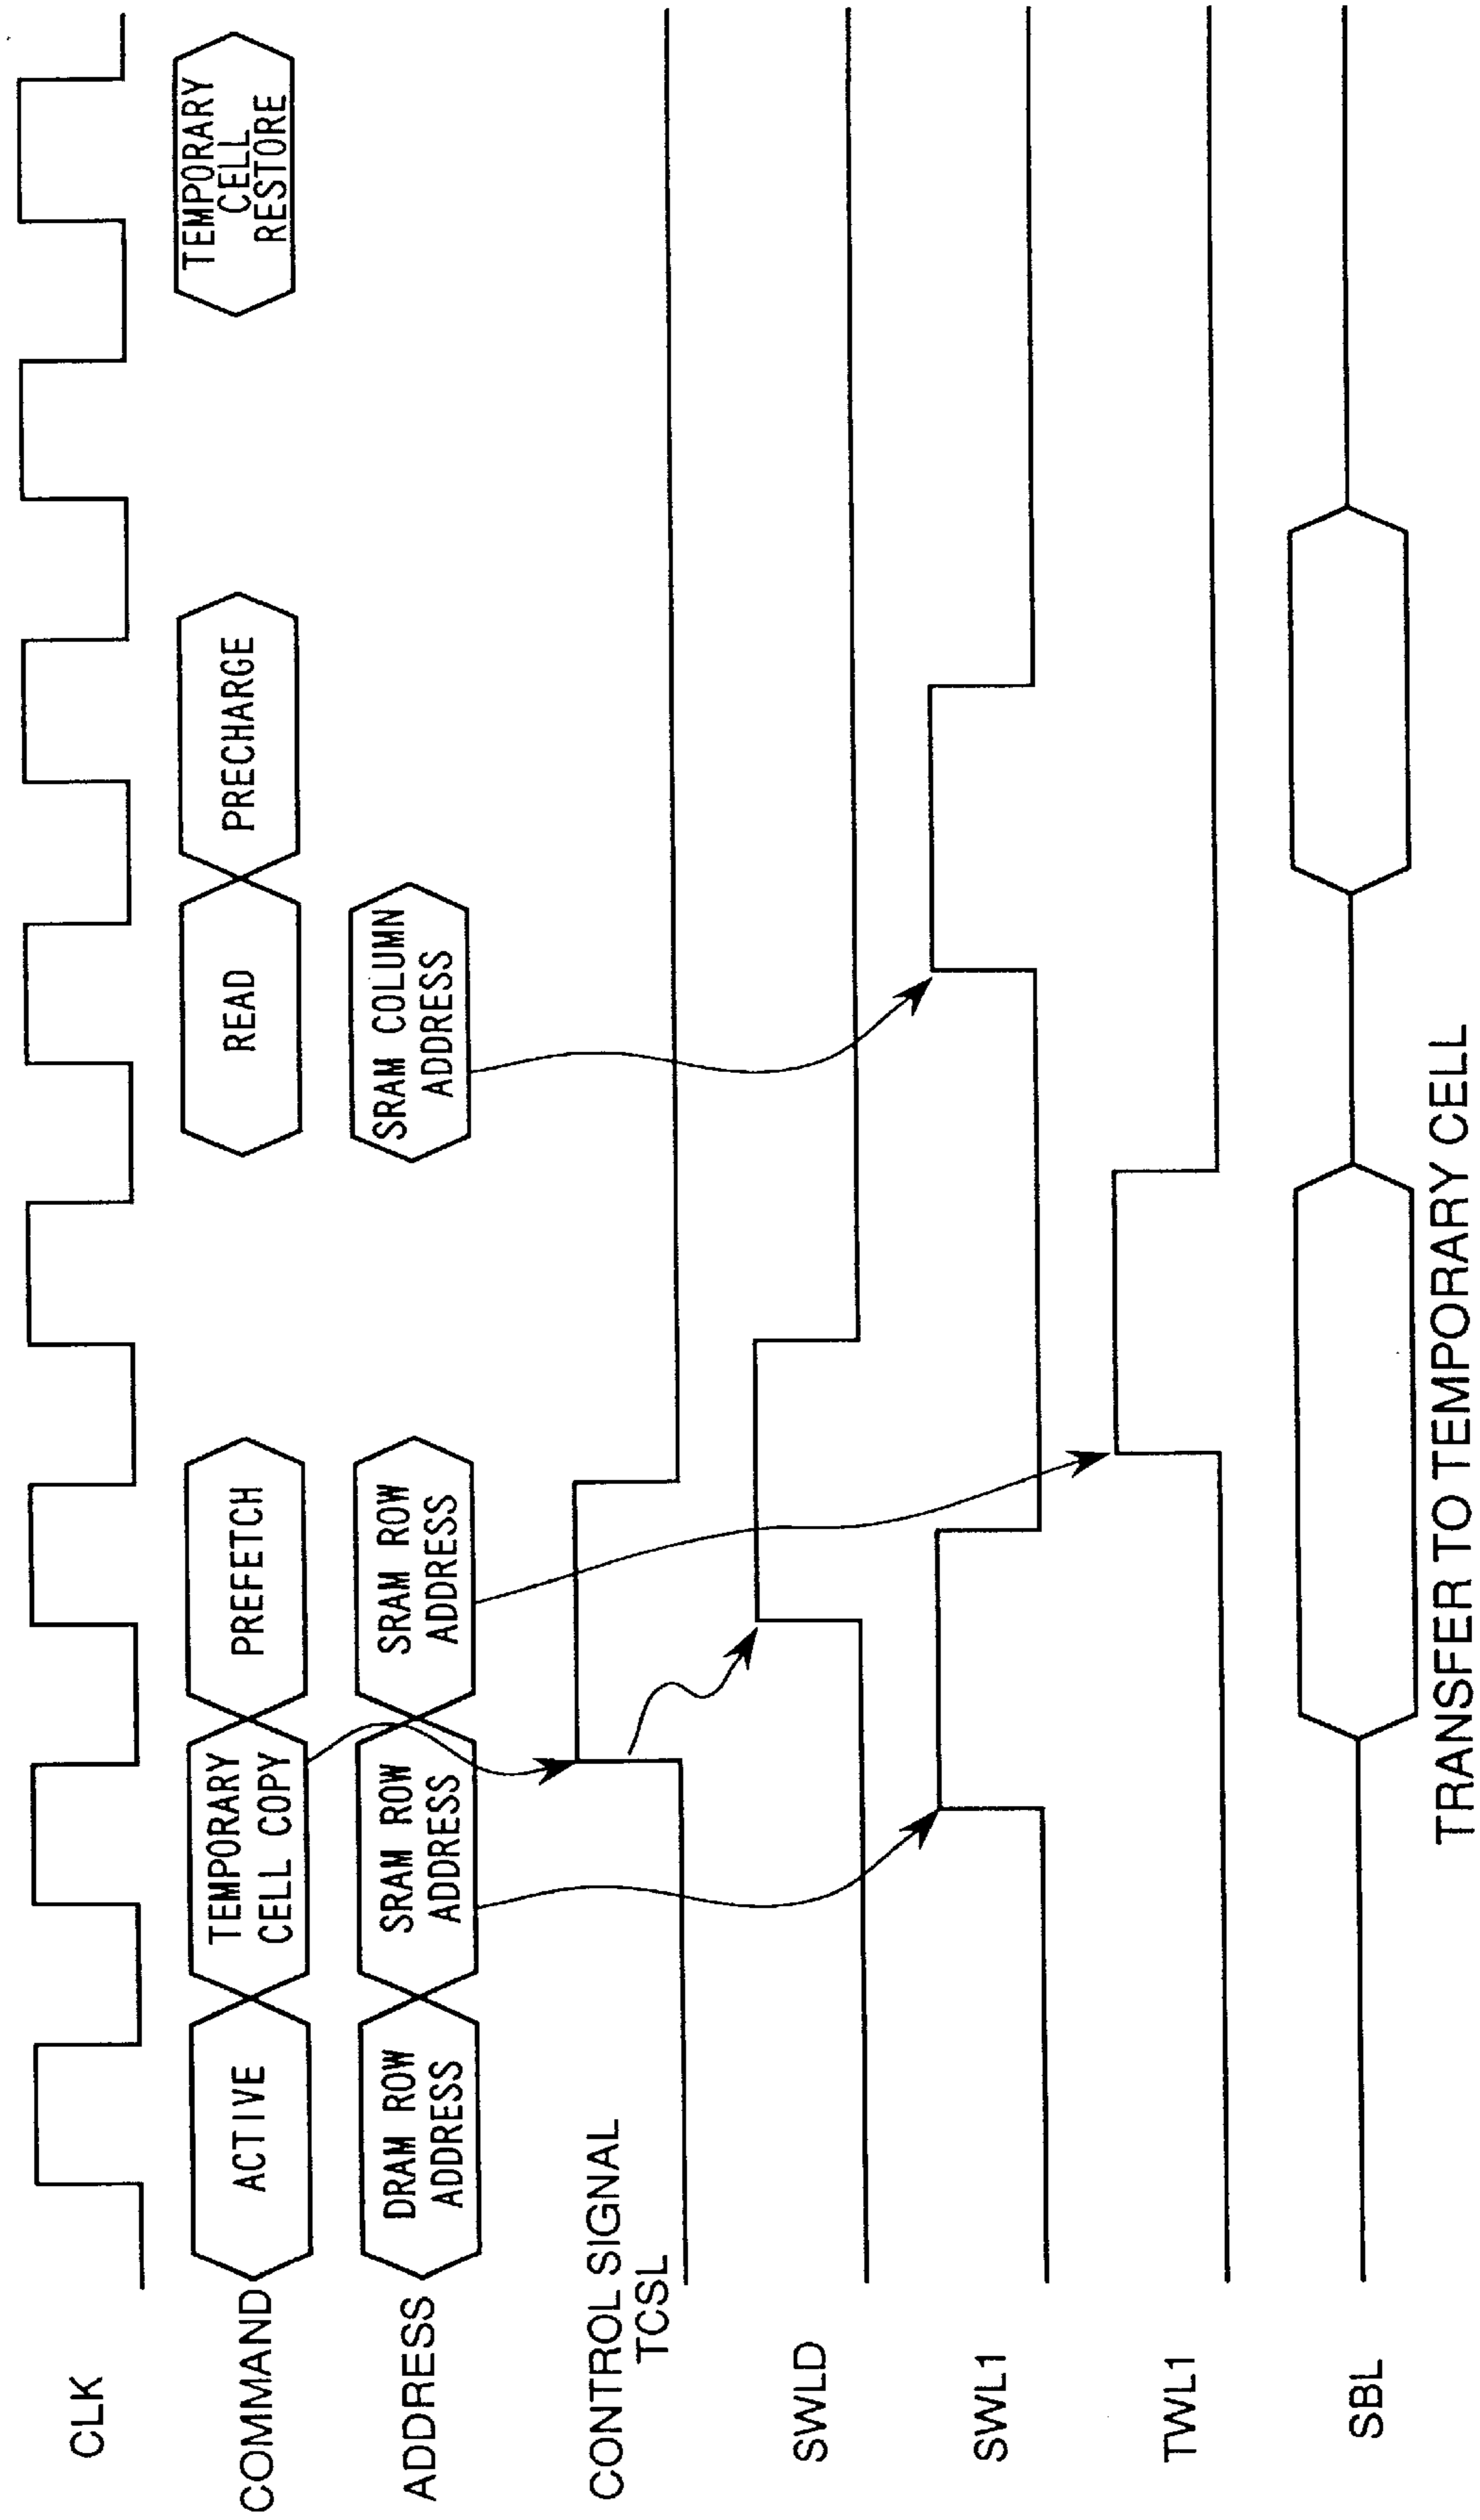 CLK
COMMAND
ACTIVE
TEMPORARY
CELL COPY
PREFETCH
READ
PRECHARGE
TEMPORARY
CELL
RESTORE
ADDRESS
DRAM ROW
ADDRESS
SRAM ROW
ADDRESS
SRAM ROW
ADDRESS
SRAM COLUMN
ADDRESS
CONTROL SIGNAL
TCSL
SWLD
SWL1
TWL1
SBL
TRANSFER TO TEMPORARY CELL